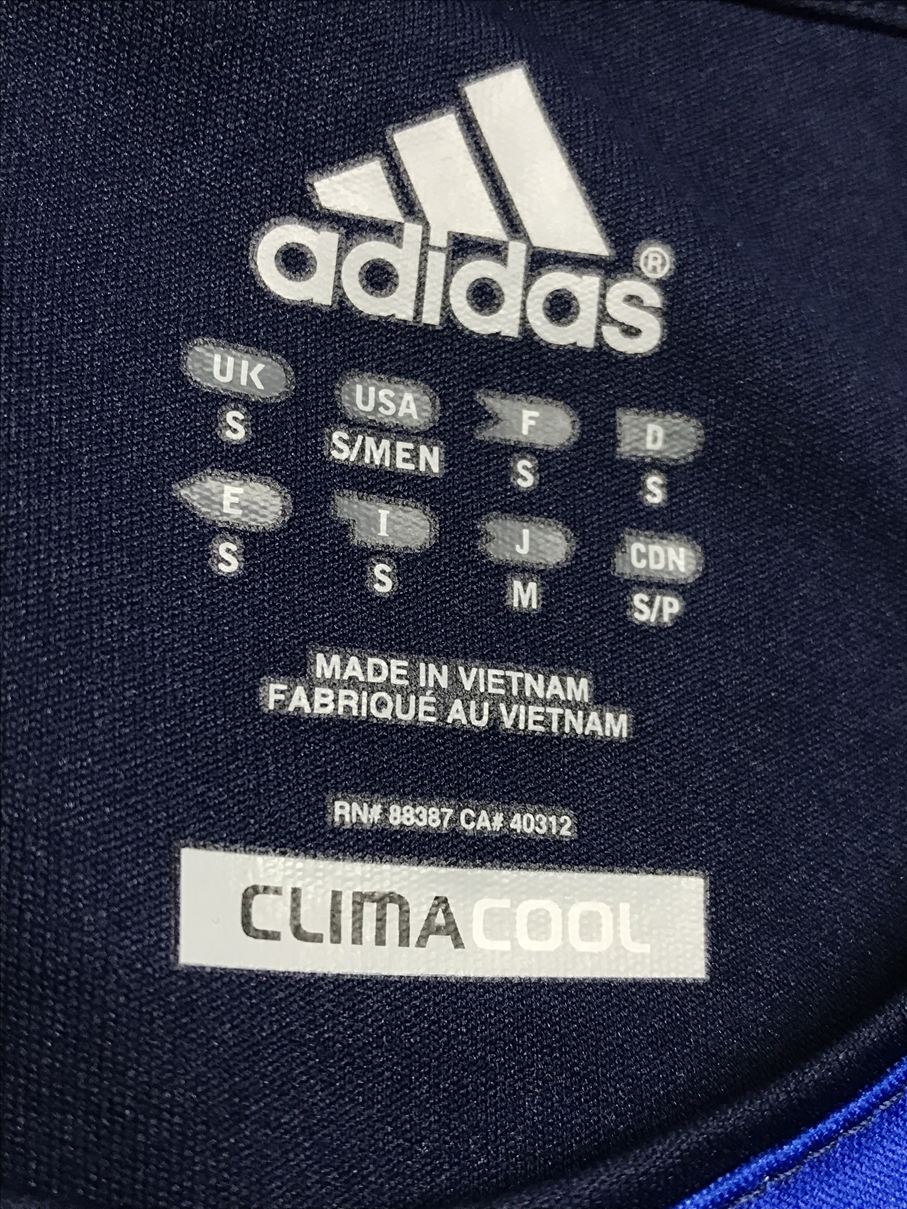 adidas®
UK USA F D
S S/MEN S S
E I J CDN
S S M S/P
MADE IN VIETNAM
FABRIQUÉ AU VIETNAM
RN# 88387 CA# 40312
CLIMACOOL